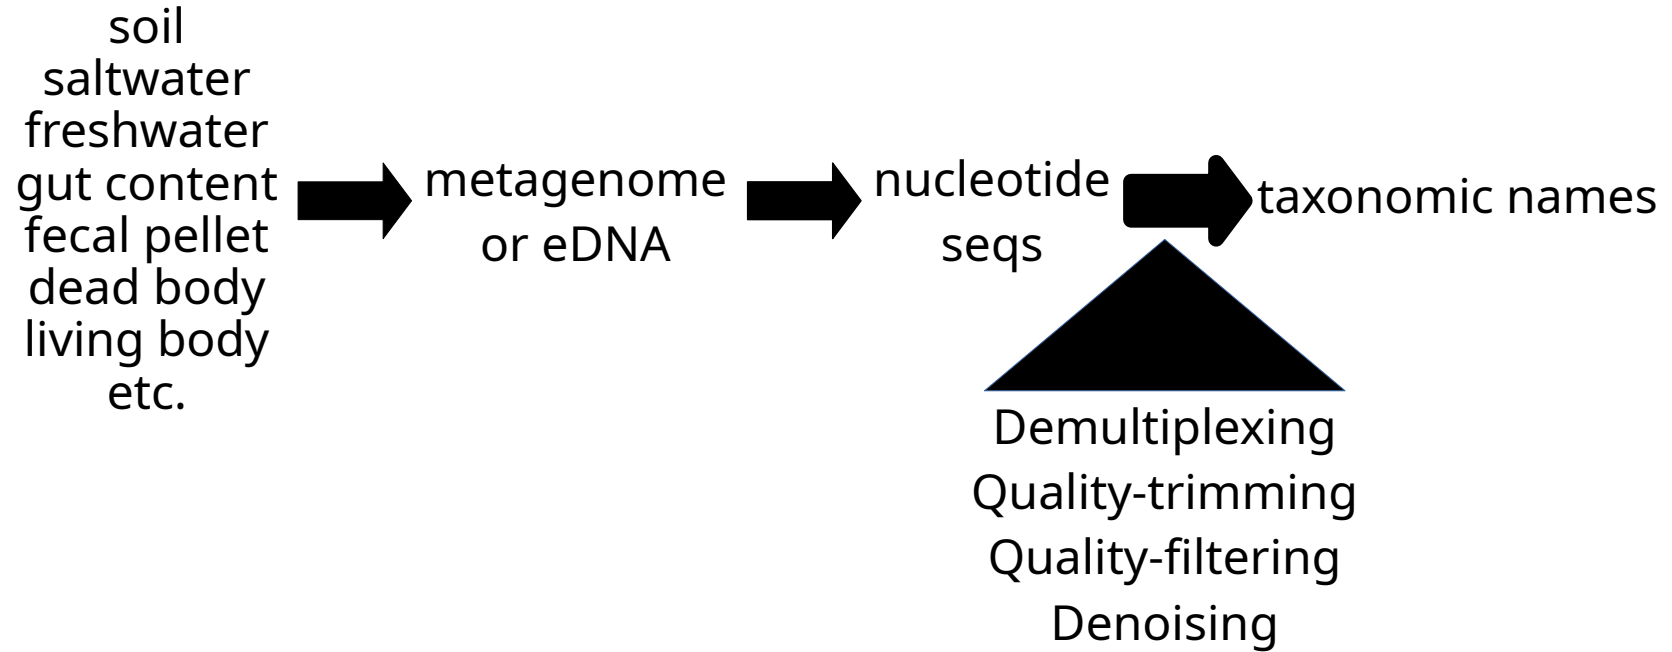 soil
saltwater
freshwater
gut content
fecal pellet
dead body
living body
etc.
metagenome
or eDNA
nucleotide
seqs
taxonomic names
Demultiplexing
Quality-trimming
Quality-filtering
Denoising